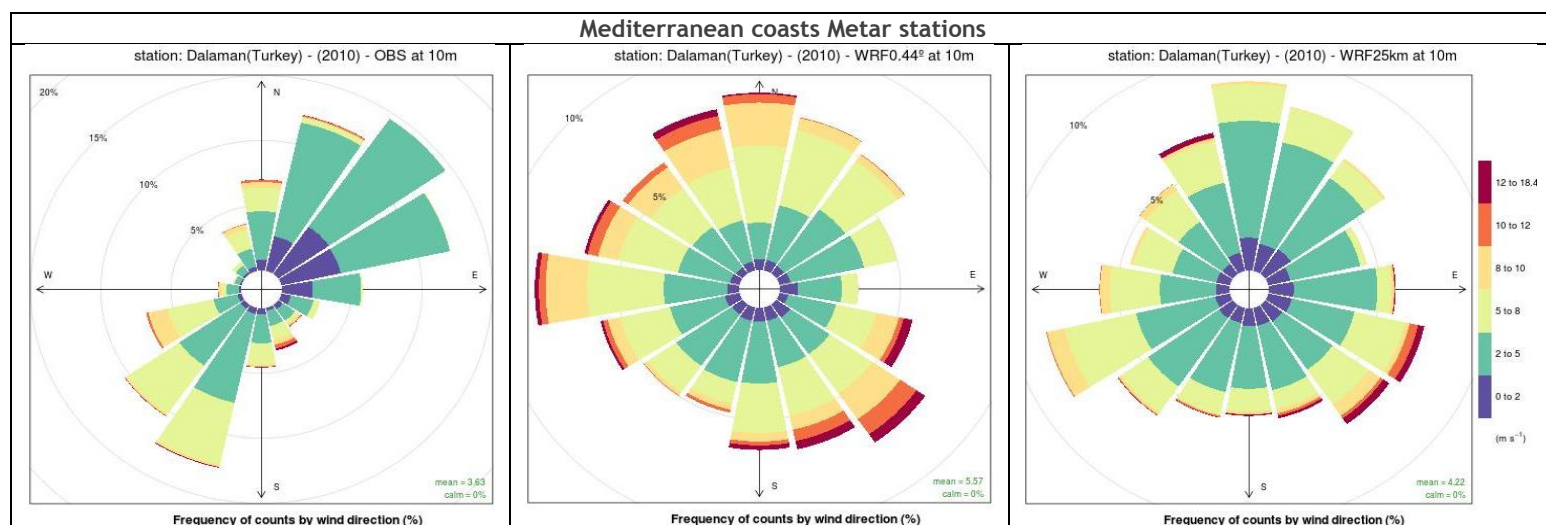 Mediterranean coasts Metar stations
station: Dalaman(Turkey) - (2010) - OBS at 10m
20%
15%
10%
5%
N
W
E
S
mean = 3.63
calm = 0%
Frequency of counts by wind direction (%)
station: Dalaman(Turkey) - (2010) - WRF0.44º at 10m
10%
5%
N
E
S
mean = 5.57
calm = 0%
Frequency of counts by wind direction (%)
station: Dalaman(Turkey) - (2010) - WRF25km at 10m
10%
5%
W
E
S
mean = 4.22
calm = 0%
Frequency of counts by wind direction (%)
12 to 18.4
10 to 12
8 to 10
5 to 8
2 to 5
0 to 2
(m s⁻¹)